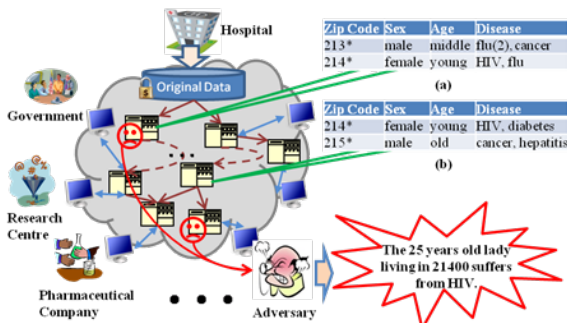 Hospital
Original Data
Government
Research
Centre
Pharmaceutical
Company
Adversary
Zip Code Sex Age Disease
213* male middle flu(2), cancer
214* female young HIV, flu
(a)
Zip Code Sex Age Disease
214* female young HIV, diabetes
215* male old cancer, hepatitis
(b)
The 25 years old lady
living in 21400 suffers
from HIV.